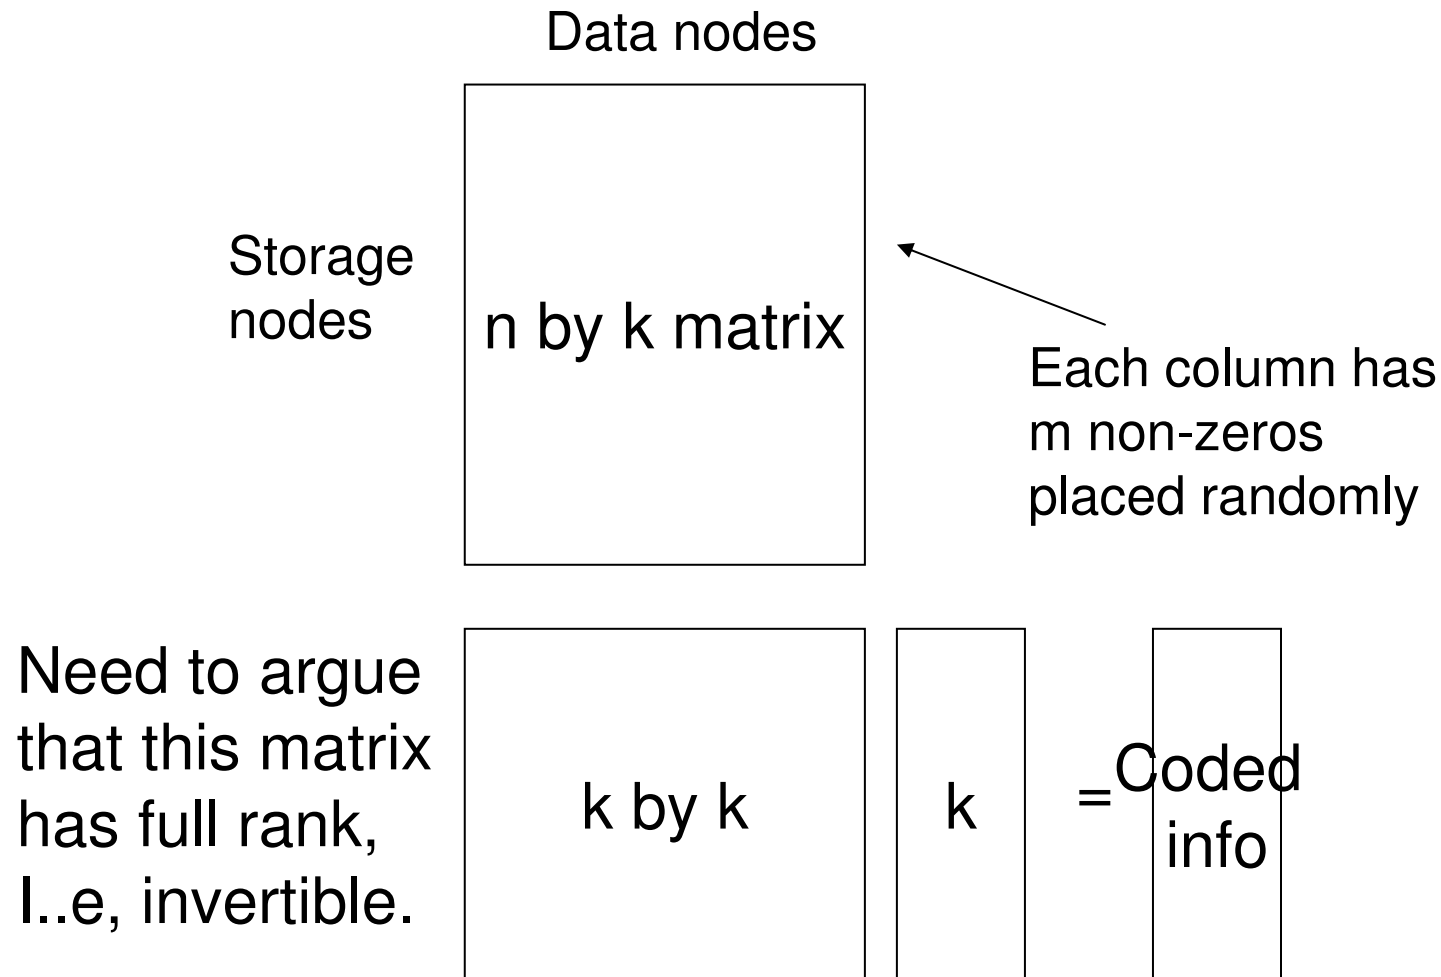 Data nodes
Storage
nodes
n by k matrix
Each column has
m non-zeros
placed randomly
Need to argue
that this matrix
has full rank,
I..e, invertible.
k by k
k
=
Coded
info